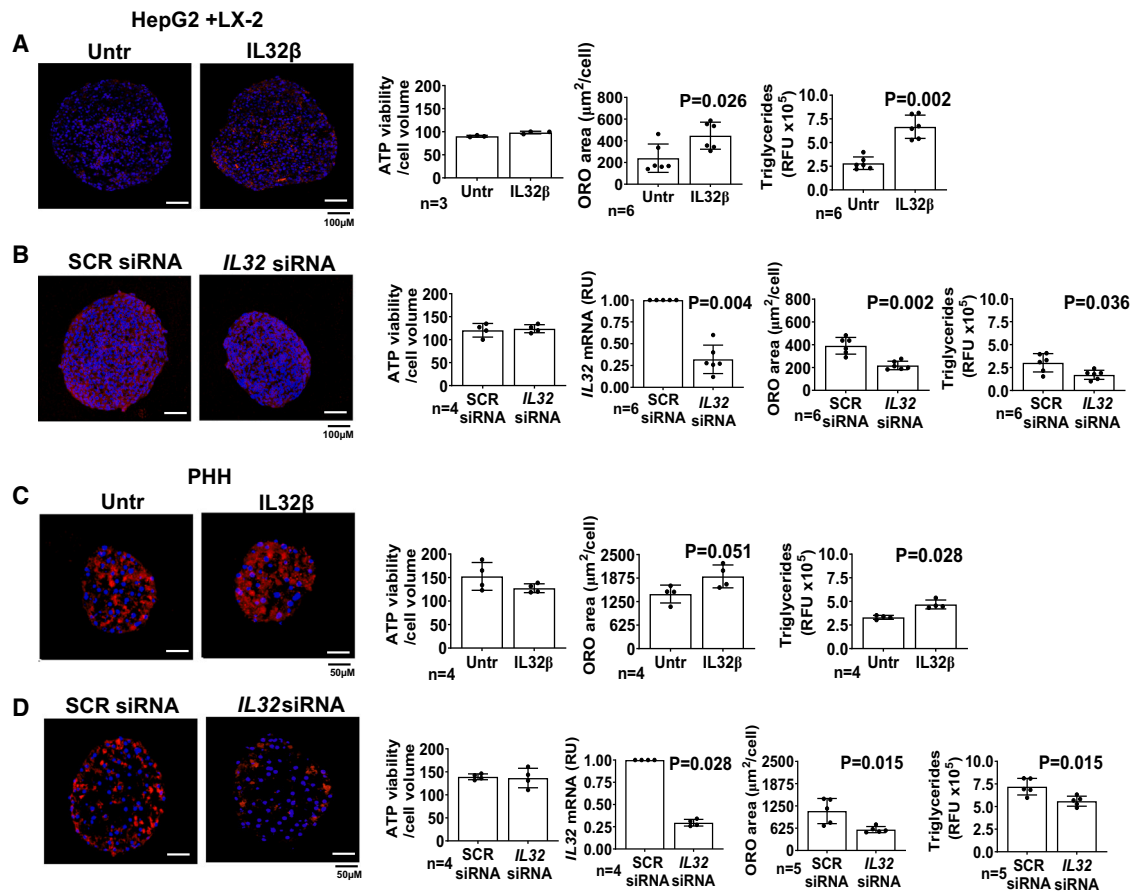 HepG2 +LX-2
A
Untr
IL32β
100µM
ATP viability
/cell volume
200
150
100
50
0
Untr
IL32β
n=3
ORO area (µm²/cell)
800
600
400
200
0
P=0.026
Untr
IL32β
n=6
Triglycerides
(RFU x10⁵)
10.0
7.5
5.0
2.5
0
P=0.002
Untr
IL32β
n=6
B
SCR siRNA
IL32 siRNA
100µM
ATP viability
/cell volume
200
150
100
50
0
n=4
SCR
siRNA
IL32
siRNA
IL32 mRNA (RU)
1.00
0.75
0.50
0.25
0.00
P=0.004
n=6
SCR
siRNA
IL32
siRNA
ORO area (µm²/cell)
800
600
400
200
0
P=0.002
n=6
SCR
siRNA
IL32
siRNA
Triglycerides
(RFU x10⁵)
10.0
7.5
5.0
2.5
0
P=0.036
n=6
SCR
siRNA
IL32
siRNA
PHH
C
Untr
IL32β
50µM
ATP viability
/cell volume
200
150
100
50
0
Untr
IL32β
n=4
ORO area (µm²/cell)
2500
1875
1250
625
0
P=0.051
Untr
IL32β
n=4
Triglycerides
(RFU x10⁵)
10.0
7.5
5.0
2.5
0
P=0.028
Untr
IL32β
n=4
D
SCR siRNA
IL32siRNA
50µM
ATP viability
/cell volume
200
150
100
50
0
n=4
SCR
siRNA
IL32
siRNA
IL32 mRNA (RU)
1.00
0.75
0.50
0.25
0
P=0.028
n=4
SCR
siRNA
IL32
siRNA
ORO area (µm²/cell)
2500
1875
1250
625
0
P=0.015
n=5
SCR
siRNA
IL32
siRNA
Triglycerides
(RFU x10⁵)
10.0
7.5
5.0
2.5
0
P=0.015
n=5
SCR
siRNA
IL32
siRNA